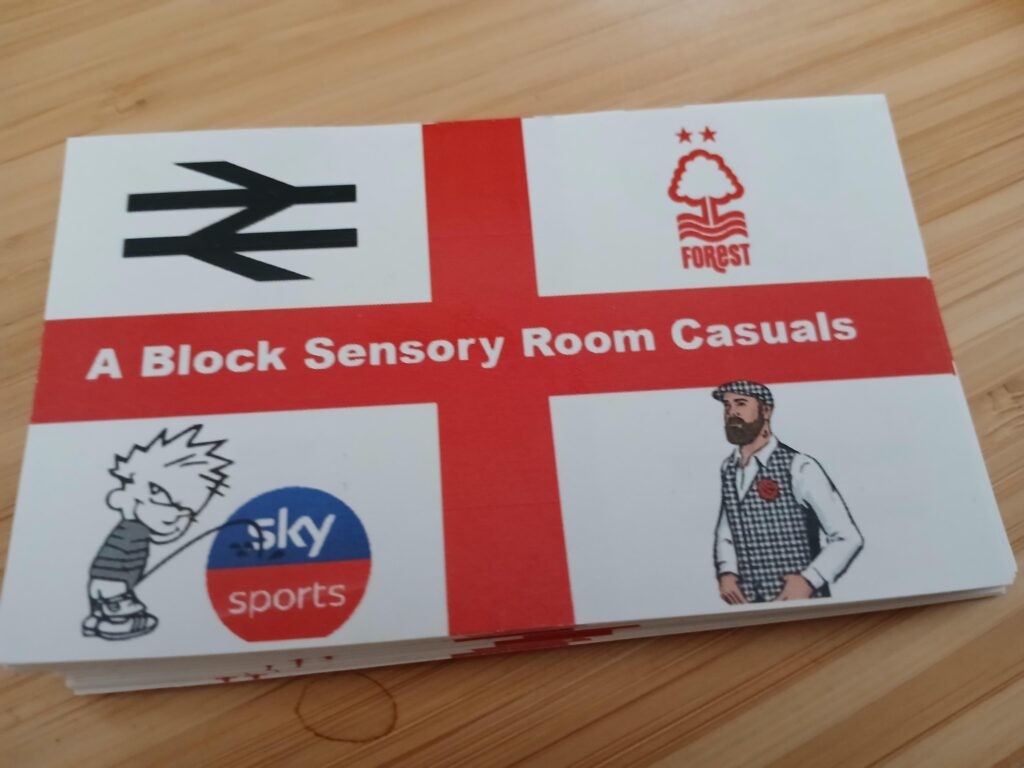 FOREST
A Block Sensory Room Casuals
sky
sports